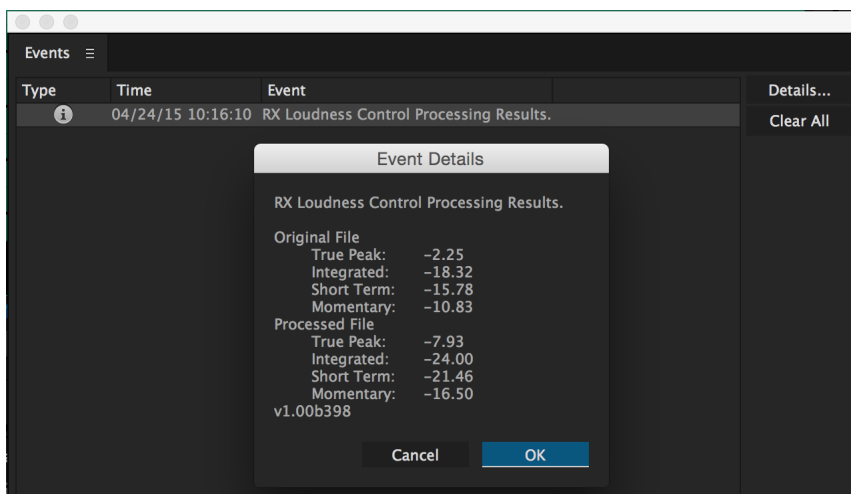 Events
Type Time Event Details...
04/24/15 10:16:10 RX Loudness Control Processing Results. Clear All
Event Details
RX Loudness Control Processing Results.
Original File
True Peak: -2.25
Integrated: -18.32
Short Term: -15.78
Momentary: -10.83
Processed File
True Peak: -7.93
Integrated: -24.00
Short Term: -21.46
Momentary: -16.50
v1.00b398
Cancel OK